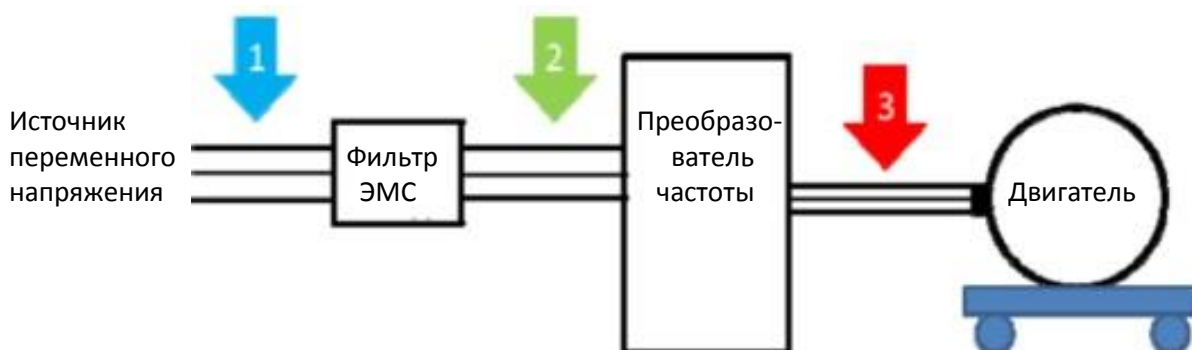 1
2
3
Источник
переменного
напряжения
Фильтр
ЭМС
Преобразо-
ватель
частоты
Двигатель